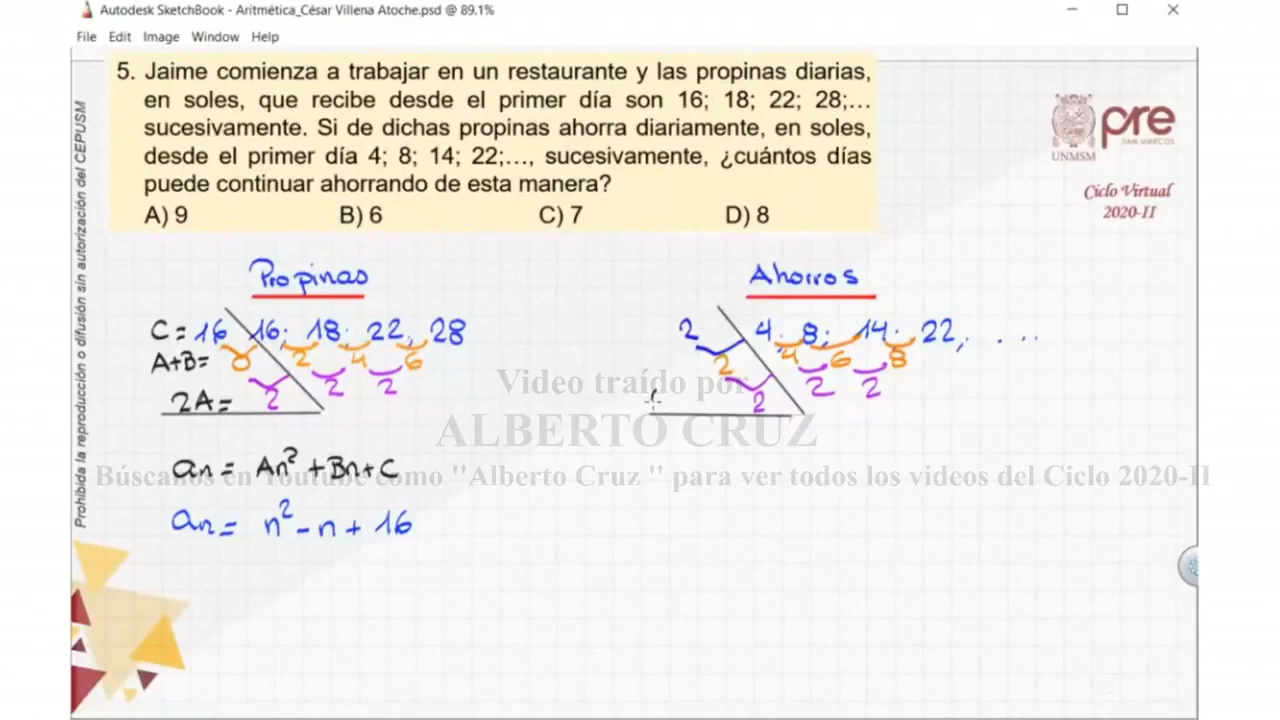 Autodesk SketchBook - Aritmética_César Villena Atoche.psd @ 89.1%
File Edit Image Window Help
5. Jaime comienza a trabajar en un restaurante y las propinas diarias,
en soles, que recibe desde el primer día son 16; 18; 22; 28;...
sucesivamente. Si de dichas propinas ahorra diariamente, en soles,
desde el primer día 4; 8; 14; 22;..., sucesivamente, ¿cuántos días
puede continuar ahorrando de esta manera?
A) 9 B) 6 C) 7 D) 8
pre
SAN MARCOS
UNMSM
Ciclo Virtual
2020-II
Prohibida la reproducción o difusión sin autorización del CEPUSM
Propinas
C = 16 16; 18; 22, 28
A+B= 0 2 4 6
2A= 2 2 2
an = An² + Bn + C
an = n² - n + 16
Ahorros
2 4; 8; 14; 22, ....
2 4 6 8
2 2 2
Video traído por
ALBERTO CRUZ
Búscanos en Youtube como "Alberto Cruz " para ver todos los videos del Ciclo 2020-II